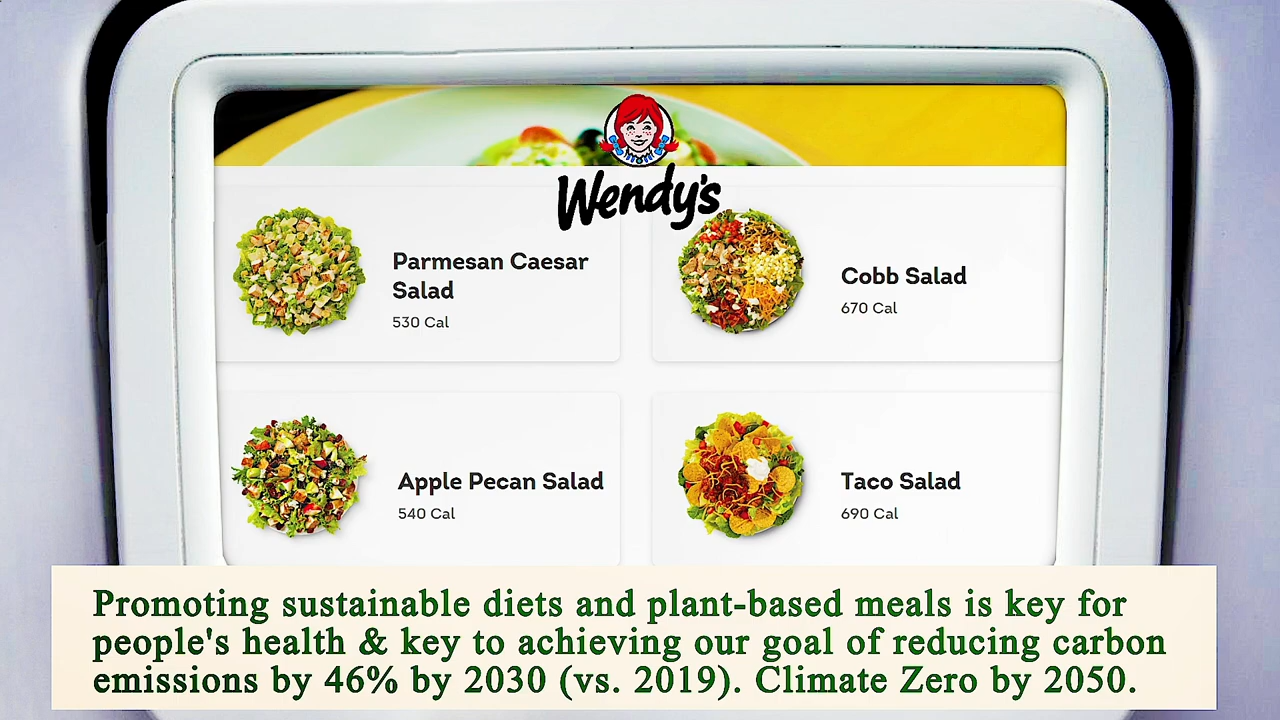 Wendy's
Parmesan Caesar
Salad
530 Cal
Cobb Salad
670 Cal
Apple Pecan Salad
540 Cal
Taco Salad
690 Cal
Promoting sustainable diets and plant-based meals is key for
people's health & key to achieving our goal of reducing carbon
emissions by 46% by 2030 (vs. 2019). Climate Zero by 2050.